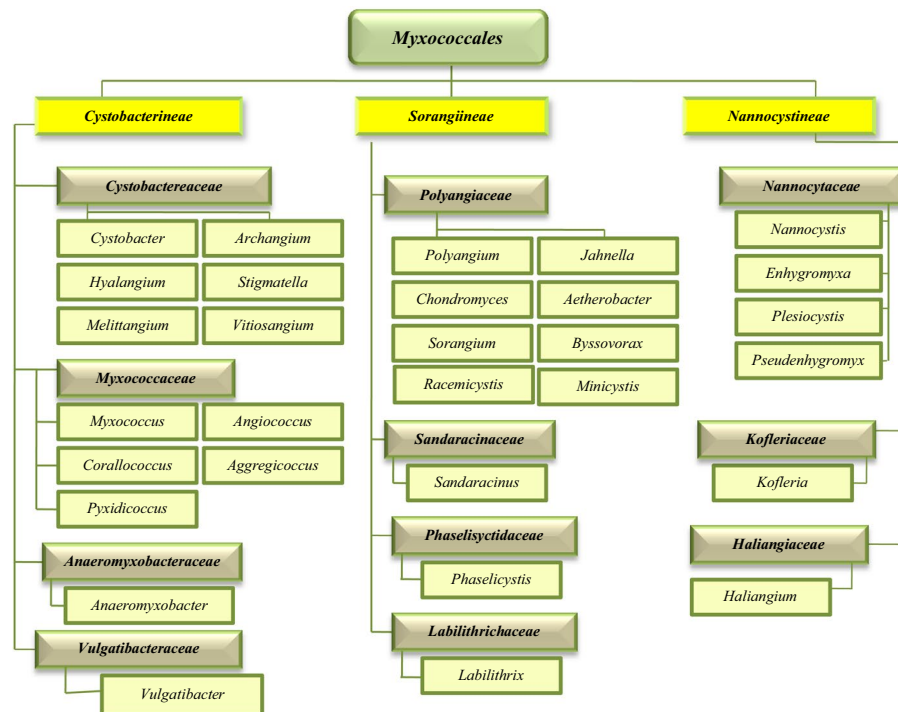 Myxococcales
Cystobacterineae
Cystobactereaceae
Cystobacter
Archangium
Hyalangium
Stigmatella
Melittangium
Vitiosangium
Myxococcaceae
Myxococcus
Angiococcus
Corallococcus
Aggregicoccus
Pyxidicoccus
Anaeromyxobacteraceae
Anaeromyxobacter
Vulgatibacteraceae
Vulgatibacter
Sorangiineae
Polyangiaceae
Polyangium
Jahnella
Chondromyces
Aetherobacter
Sorangium
Byssovorax
Racemicystis
Minicystis
Sandaracinaceae
Sandaracinus
Phaselisyctidaceae
Phaselicystis
Labilithrichaceae
Labilithrix
Nannocystineae
Nannocytaceae
Nannocystis
Enhygromyxa
Plesiocystis
Pseudenhygromyx
Kofleriaceae
Kofleria
Haliangiaceae
Haliangium